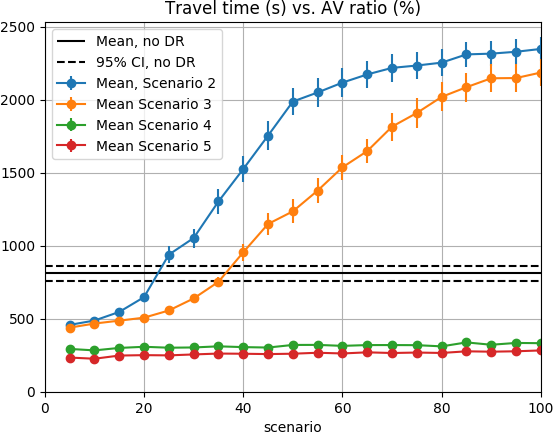 Travel time (s) vs. AV ratio (%)
2500
2000
1500
1000
500
0
Mean, no DR
95% CI, no DR
Mean, Scenario 2
Mean Scenario 3
Mean Scenario 4
Mean Scenario 5
0 20 40 60 80 100
scenario